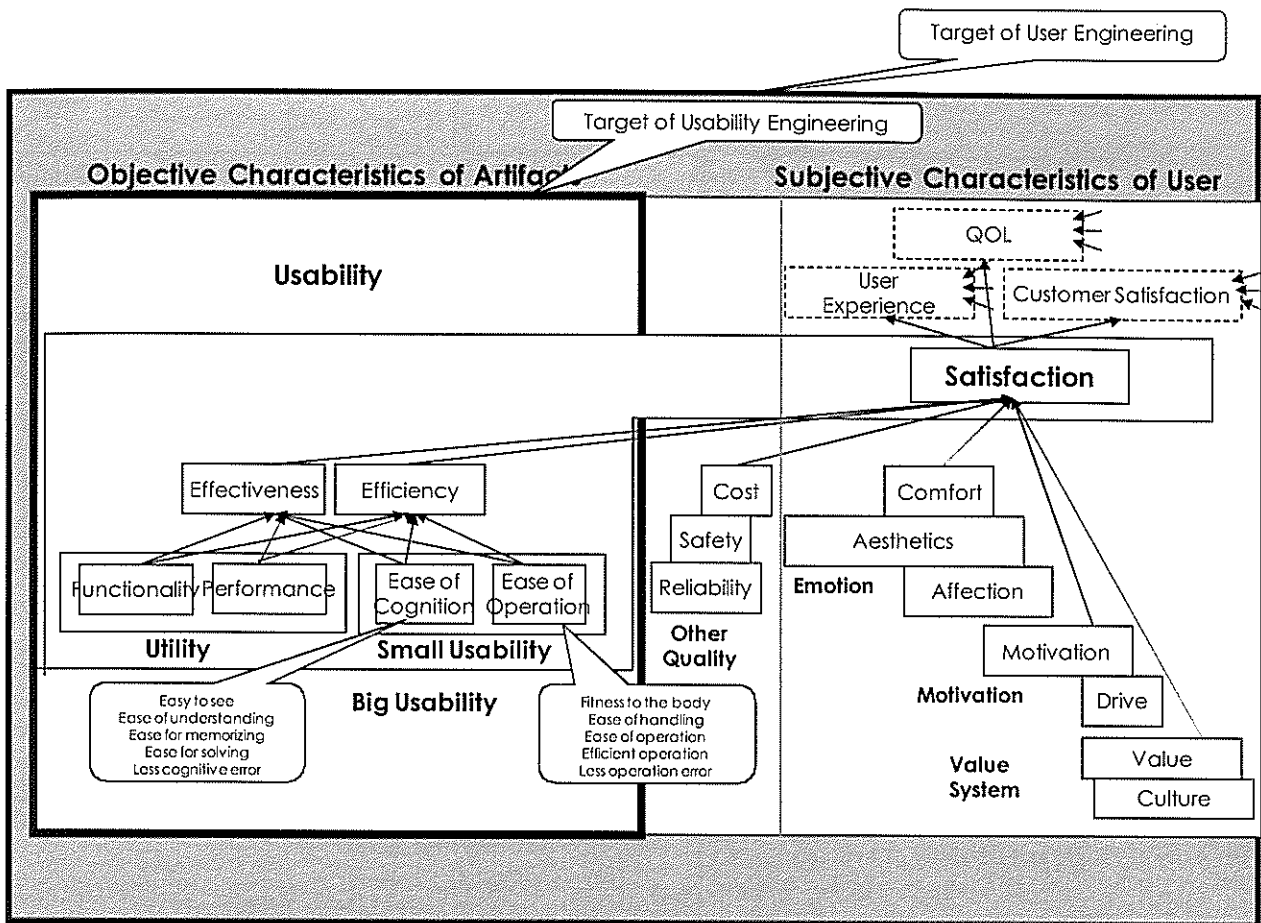 Target of User Engineering
Target of Usability Engineering
Objective Characteristics of Artifacts
Subjective Characteristics of User
Usability
QOL
User
Experience
Customer Satisfaction
Satisfaction
Effectiveness
Efficiency
Cost
Safety
Reliability
Other
Quality
Comfort
Aesthetics
Emotion
Affection
Functionality
Performance
Ease of
Cognition
Ease of
Operation
Utility
Small Usability
Big Usability
Motivation
Motivation
Drive
Value
System
Value
Culture
Easy to see
Ease of understanding
Ease for memorizing
Ease for solving
Less cognitive error
Fitness to the body
Ease of handling
Ease of operation
Efficient operation
Less operation error